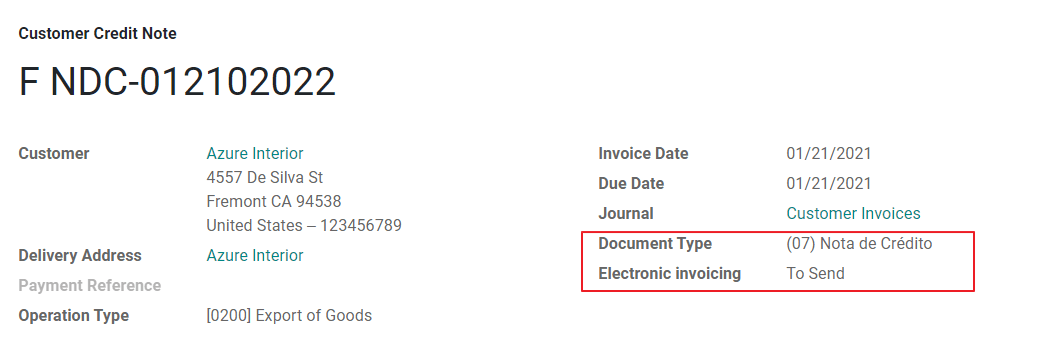 Customer Credit Note
F NDC-012102022
Customer Azure Interior
4557 De Silva St
Fremont CA 94538
United States – 123456789
Delivery Address Azure Interior
Payment Reference
Operation Type [0200] Export of Goods
Invoice Date 01/21/2021
Due Date 01/21/2021
Journal Customer Invoices
Document Type (07) Nota de Crédito
Electronic invoicing To Send